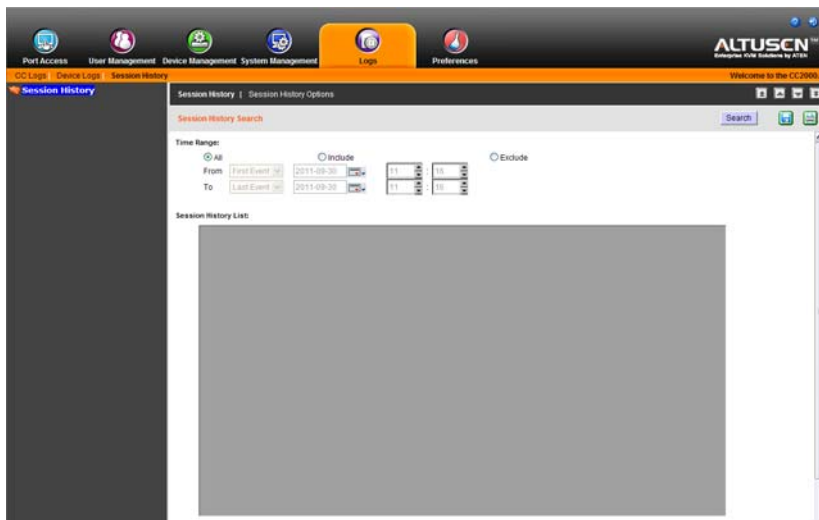 ALTUSEN™
Enterprise KVM Solutions by ATEN
Port Access User Management Device Management System Management Logs Preferences
CC Logs | Device Logs | Session History
Welcome to the CC2000.
Session History
Session History | Session History Options
Session History Search
Search
Time Range:
All Include Exclude
From First Event 2011-09-30 11 : 16
To Last Event 2011-09-30 11 : 16
Session History List: